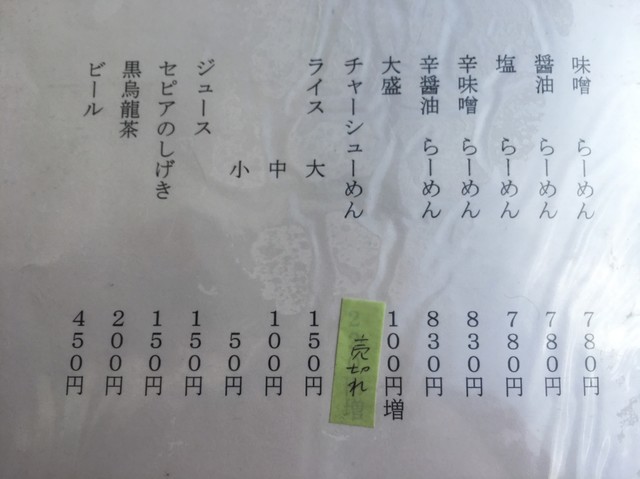 味噌 らーめん 780円
醤油 らーめん 780円
塩 らーめん 780円
辛味噌 らーめん 830円
辛醤油 らーめん 830円
大盛 100円増
チャーシューめん 売切れ
ライス 大 150円
中 100円
小 50円
ジュース 150円
セピアのしげき 150円
黒烏龍茶 200円
ビール 450円